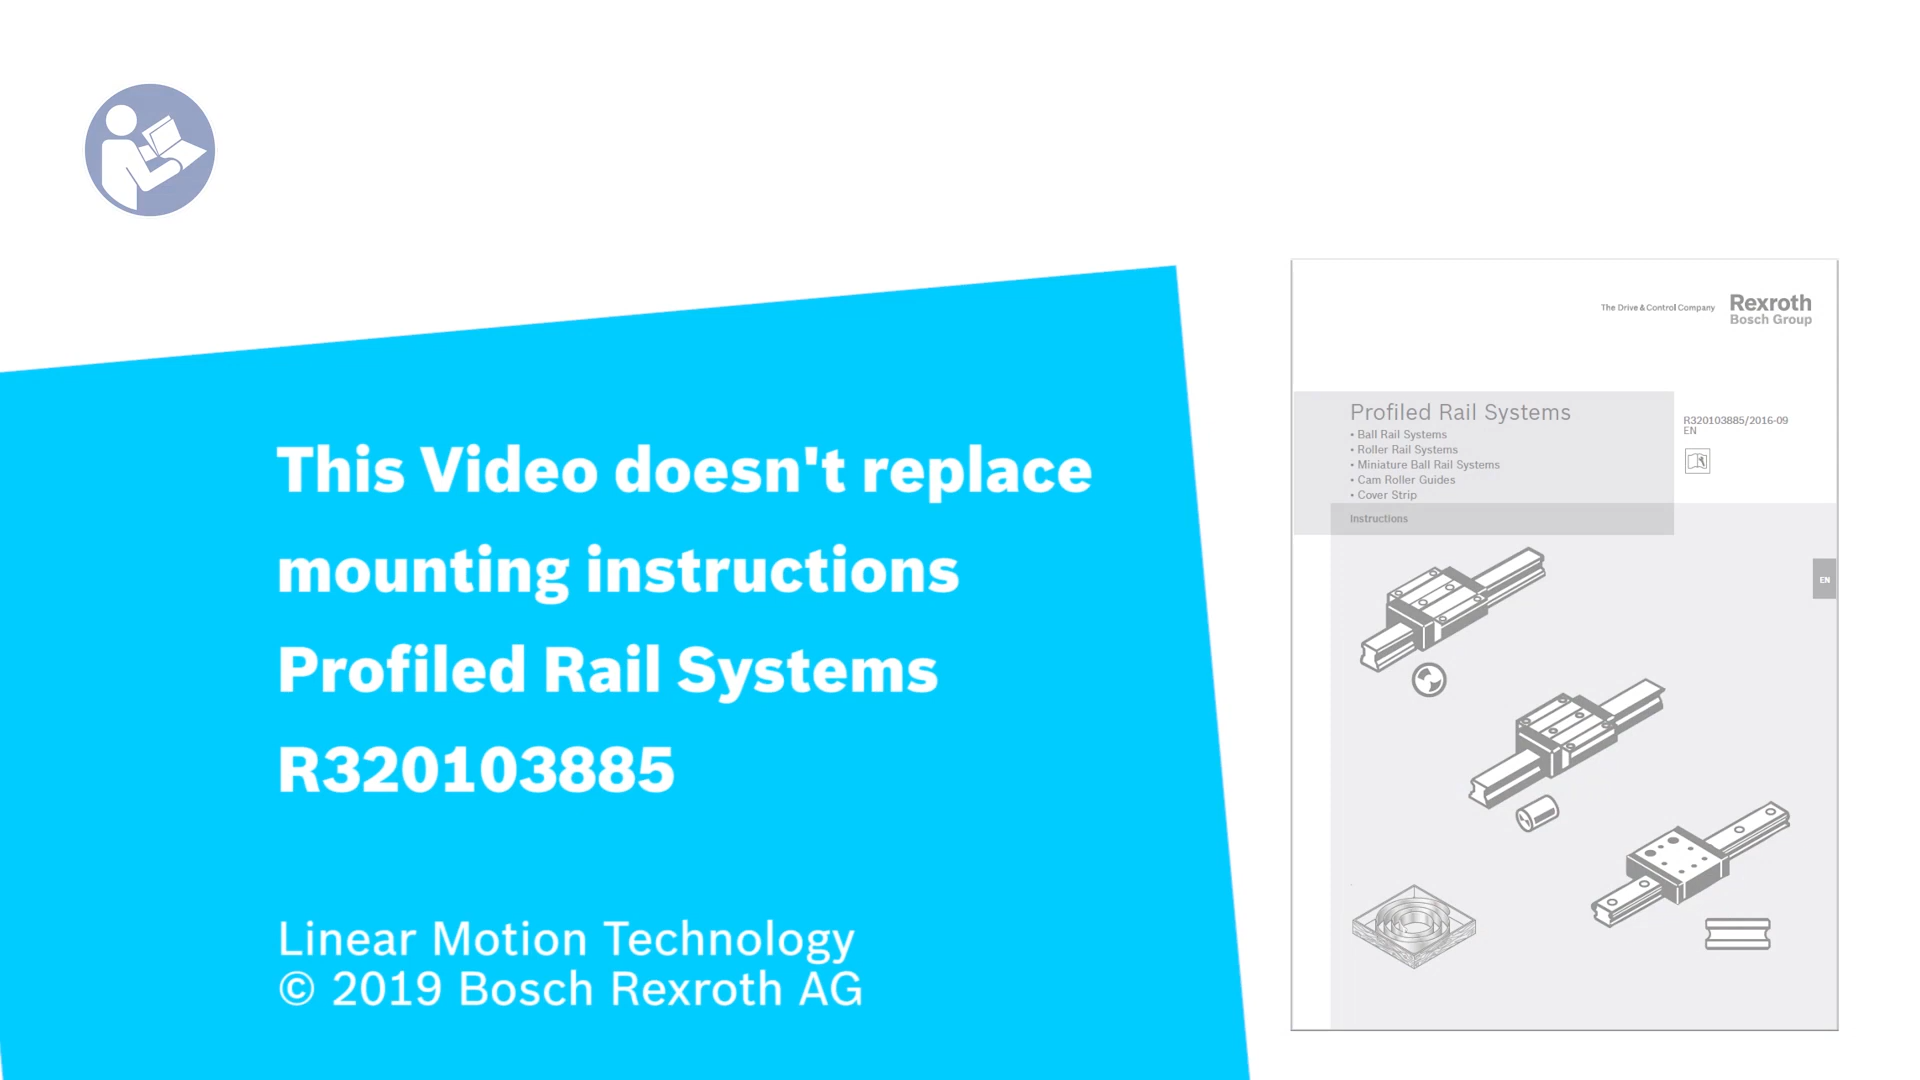 This Video doesn't replace
mounting instructions
Profiled Rail Systems
R320103885
Linear Motion Technology
© 2019 Bosch Rexroth AG
The Drive & Control Company
Rexroth
Bosch Group
Profiled Rail Systems
• Ball Rail Systems
• Roller Rail Systems
• Miniature Ball Rail Systems
• Cam Roller Guides
• Cover Strip
Instructions
R320103885/2016-09
EN
EN